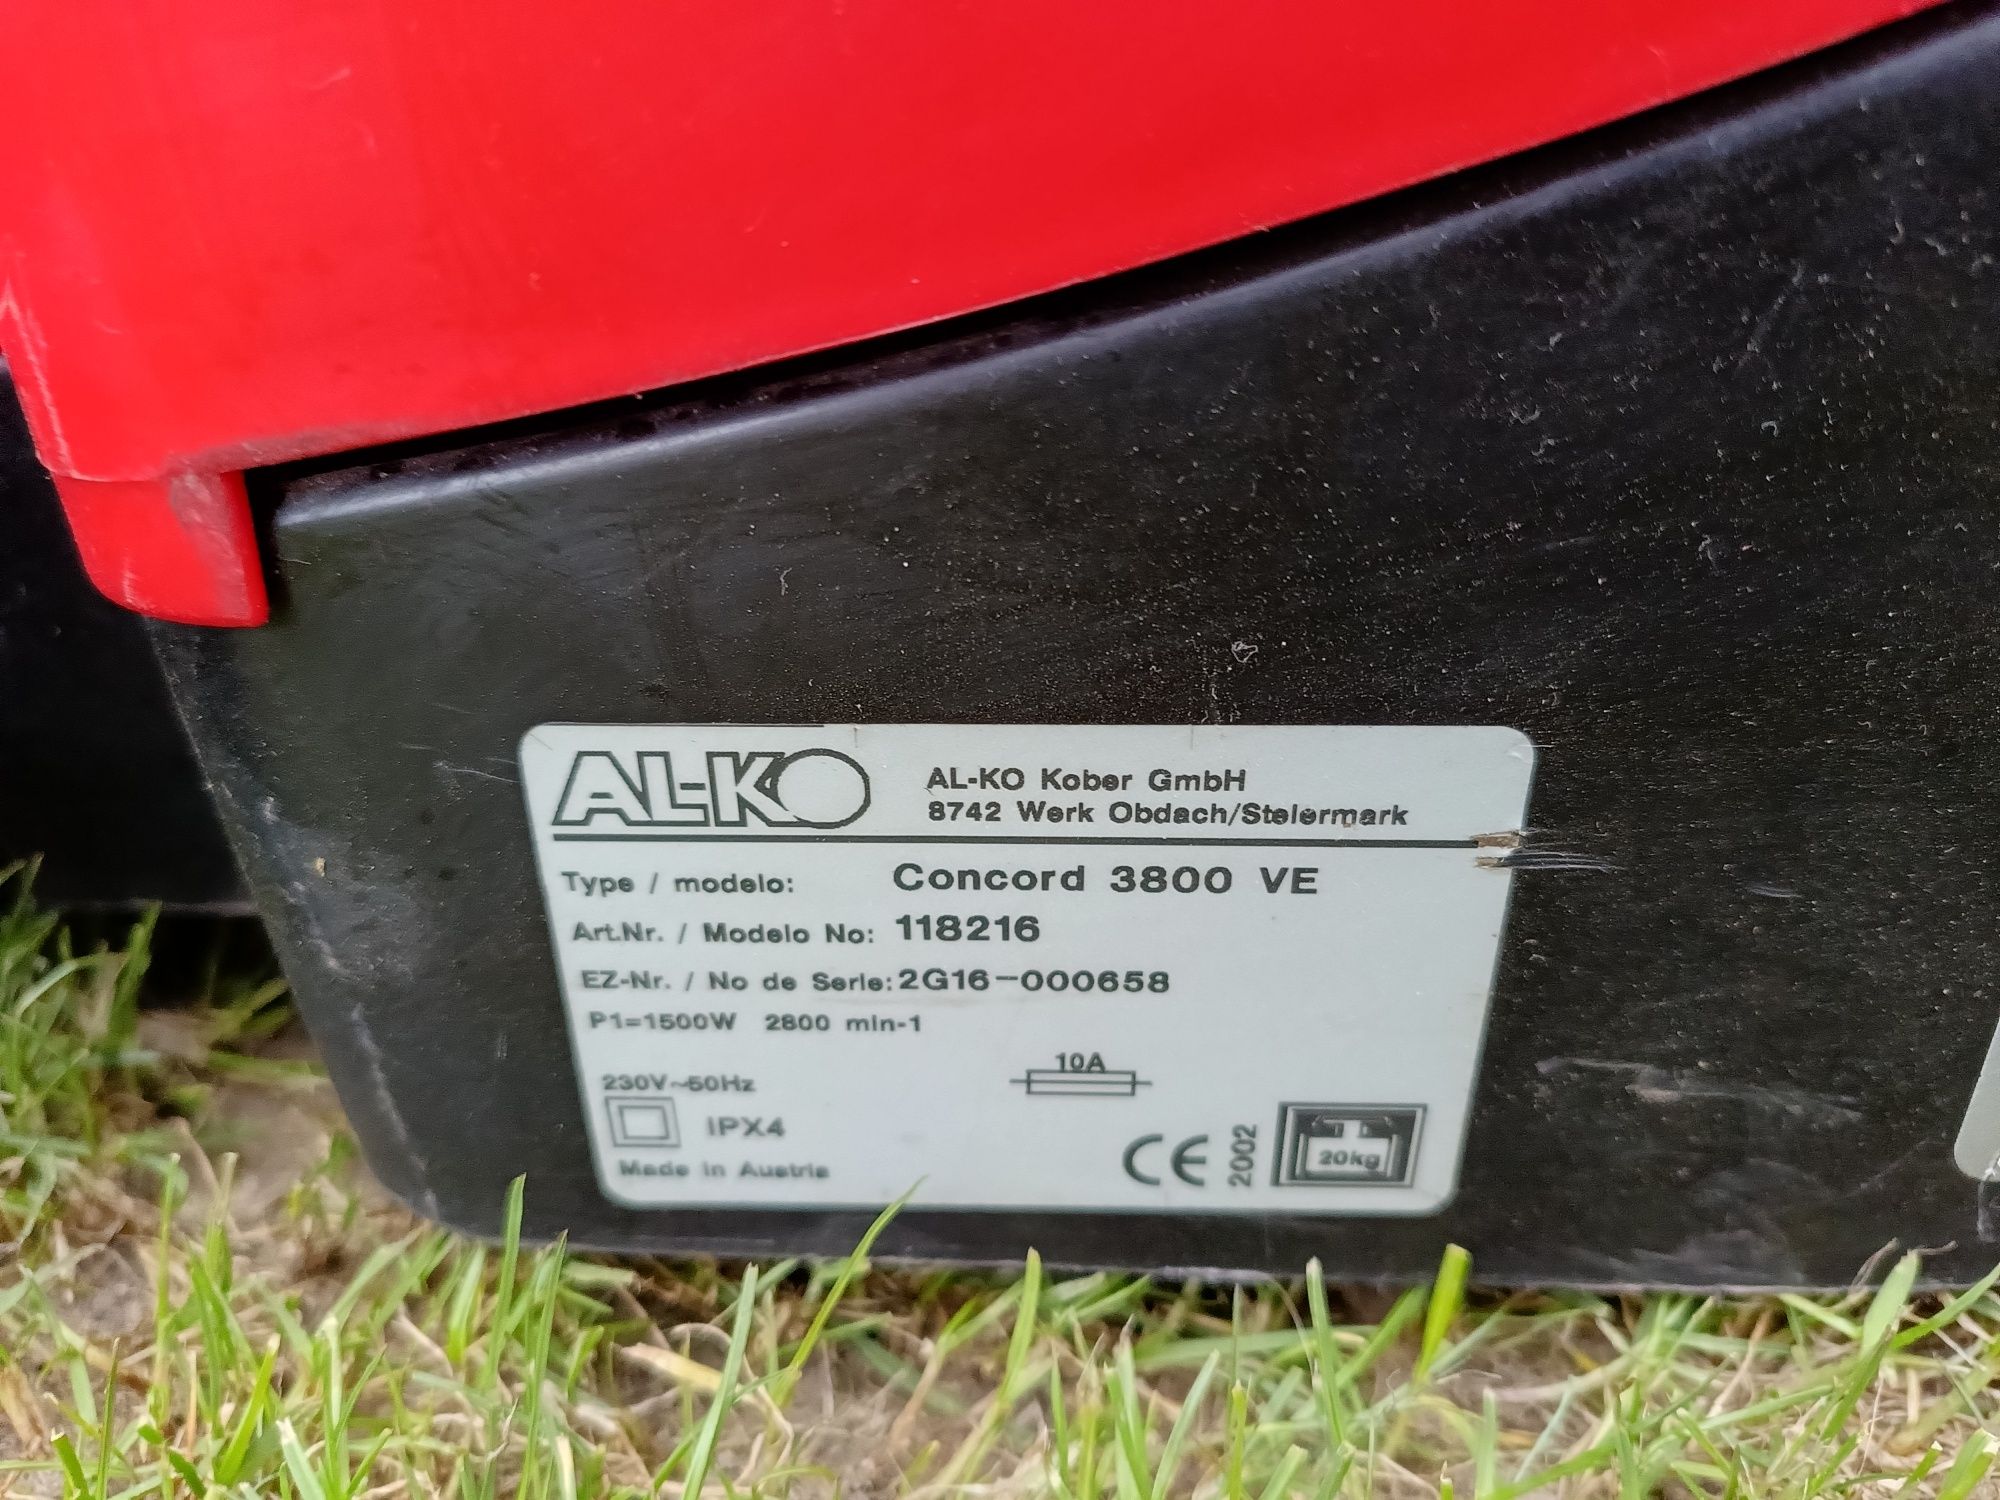 AL-KO
AL-KO Kober GmbH
8742 Werk Obdach/Steiermark
Type / modelo: Concord 3800 VE
Art.Nr. / Modelo No: 118216
EZ-Nr. / No de Serie: 2G16-000658
P1=1500W 2800 min-1
10A
230V~50Hz
IPX4
CE 2002
20kg
Made in Austria